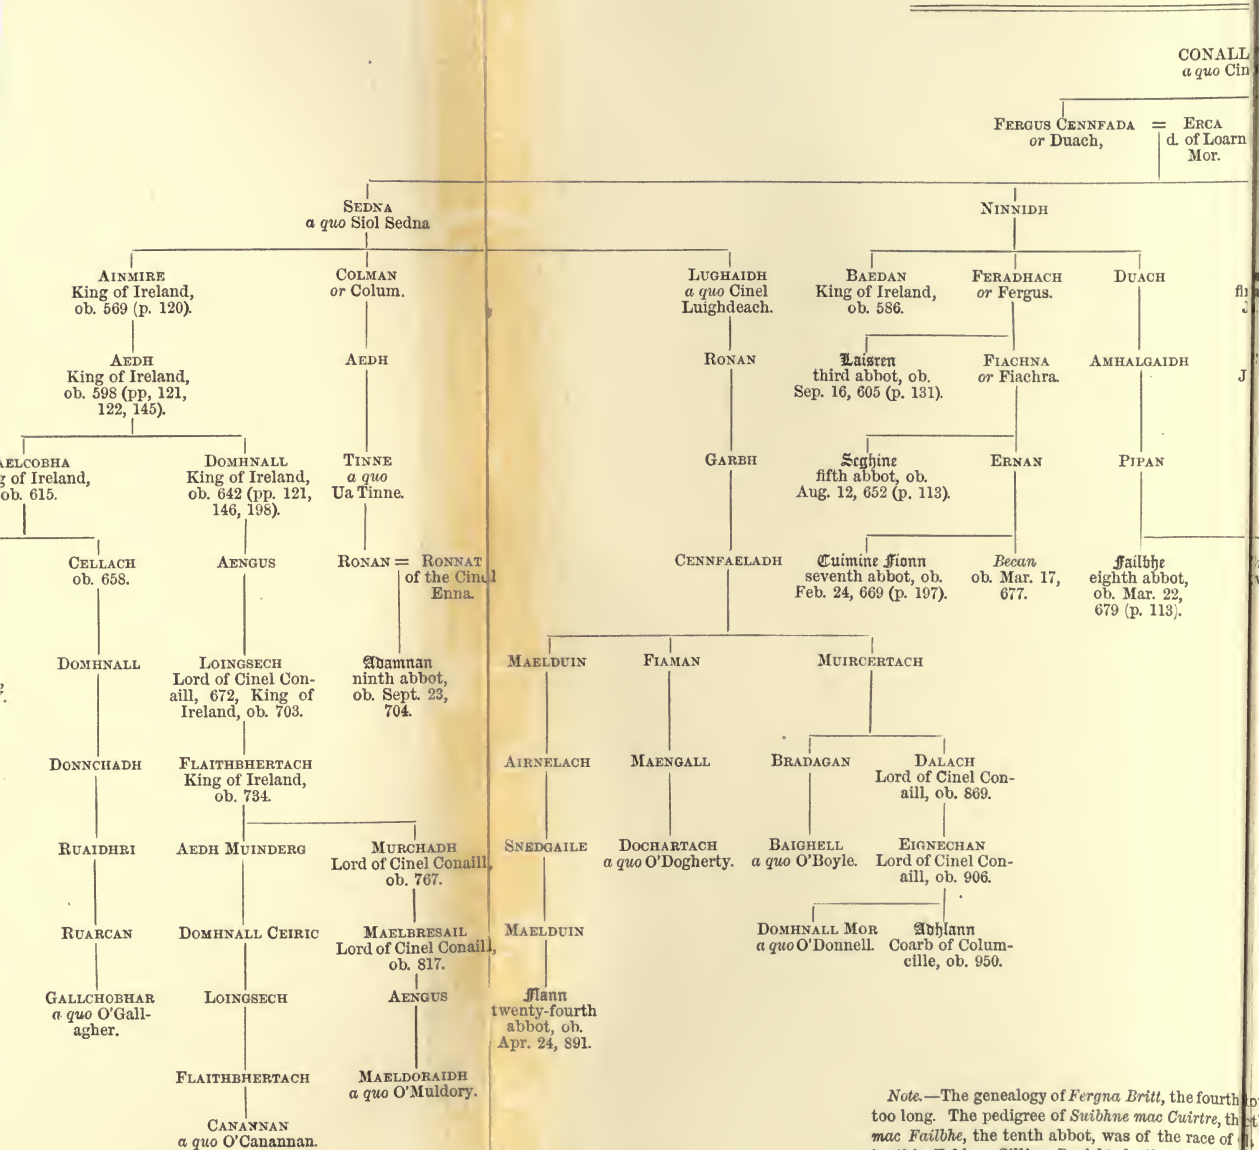 CONALL
a quo Cin
FERGUS CENNFADA = ERCA
or Duach, d. of Loarn
Mor.
SEDNA
a quo Siol Sedna
NINNIDH
AINMIRE
King of Ireland,
ob. 569 (p. 120).
COLMAN
or Colum.
LUGHAIDH
a quo Cinel
Luighdeach.
BAEDAN
King of Ireland,
ob. 586.
FERADHACH
or Fergus.
DUACH
AEDH
King of Ireland,
ob. 598 (pp, 121,
122, 145).
AEDH
RONAN
Laisren
third abbot, ob.
Sep. 16, 605 (p. 131).
FIACHNA
or Fiachra.
AMHALGAIDH
J
AELCOBHA
g of Ireland,
ob. 615.
DOMHNALL
King of Ireland,
ob. 642 (pp. 121,
146, 198).
TINNE
a quo
Ua Tinne.
GARBH
Seghine
fifth abbot, ob.
Aug. 12, 652 (p. 113).
ERNAN
PIPAN
CELLACH
ob. 658.
AENGUS
RONAN = RONNAT
of the Cinel
Enna.
CENNFAELADH
Cuimine Fionn
seventh abbot, ob.
Feb. 24, 669 (p. 197).
Becan
ob. Mar. 17,
677.
Failbhe
eighth abbot,
ob. Mar. 22,
679 (p. 113).
DOMHNALL
LOINGSECH
Lord of Cinel Con-
aill, 672, King of
Ireland, ob. 703.
Adamnan
ninth abbot,
ob. Sept. 23,
704.
MAELDUIN
FIAMAN
MUIRCERTACH
DONNCHADH
FLAITHBHERTACH
King of Ireland,
ob. 734.
AIRNELACH
MAENGALL
BRADAGAN
DALACH
Lord of Cinel Con-
aill, ob. 869.
RUAIDHRI
AEDH MUINDERG
MURCHADH
Lord of Cinel Conaill,
ob. 767.
SNEDGAILE
DOCHARTACH
a quo O'Dogherty.
BAIGHELL
a quo O'Boyle.
EIGNECHAN
Lord of Cinel Con-
aill, ob. 906.
RUARCAN
DOMHNALL CEIRIC
MAELBRESAIL
Lord of Cinel Conaill,
ob. 817.
MAELDUIN
DOMHNALL MOR
a quo O'Donnell.
Adhlann
Coarb of Colum-
cille, ob. 950.
GALLCHOBHAR
a quo O'Gall-
agher.
LOINGSECH
AENGUS
Flann
twenty-fourth
abbot, ob.
Apr. 24, 891.
FLAITHBHERTACH
MAELDORAIDH
a quo O'Muldory.
CANANNAN
a quo O'Canannan.
Note.—The genealogy of Fergna Britt, the fourth
too long. The pedigree of Suibhne mac Cuirtre, th
mac Failbhe, the tenth abbot, was of the race of